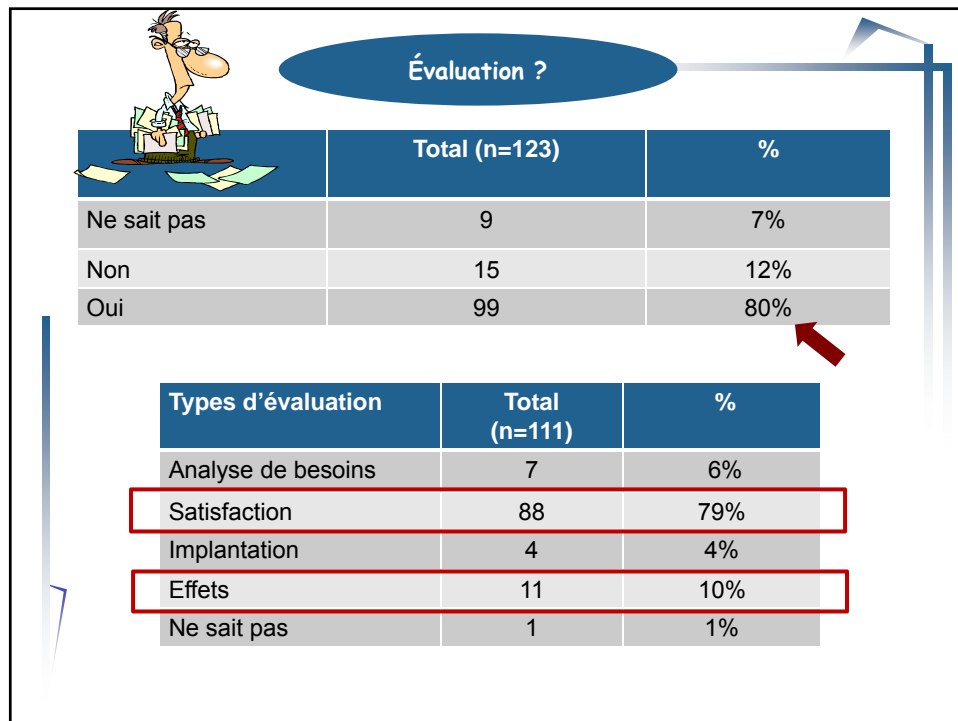 Évaluation ?
Total (n=123) %
Ne sait pas 9 7%
Non 15 12%
Oui 99 80%
Types d’évaluation Total (n=111) %
Analyse de besoins 7 6%
Satisfaction 88 79%
Implantation 4 4%
Effets 11 10%
Ne sait pas 1 1%